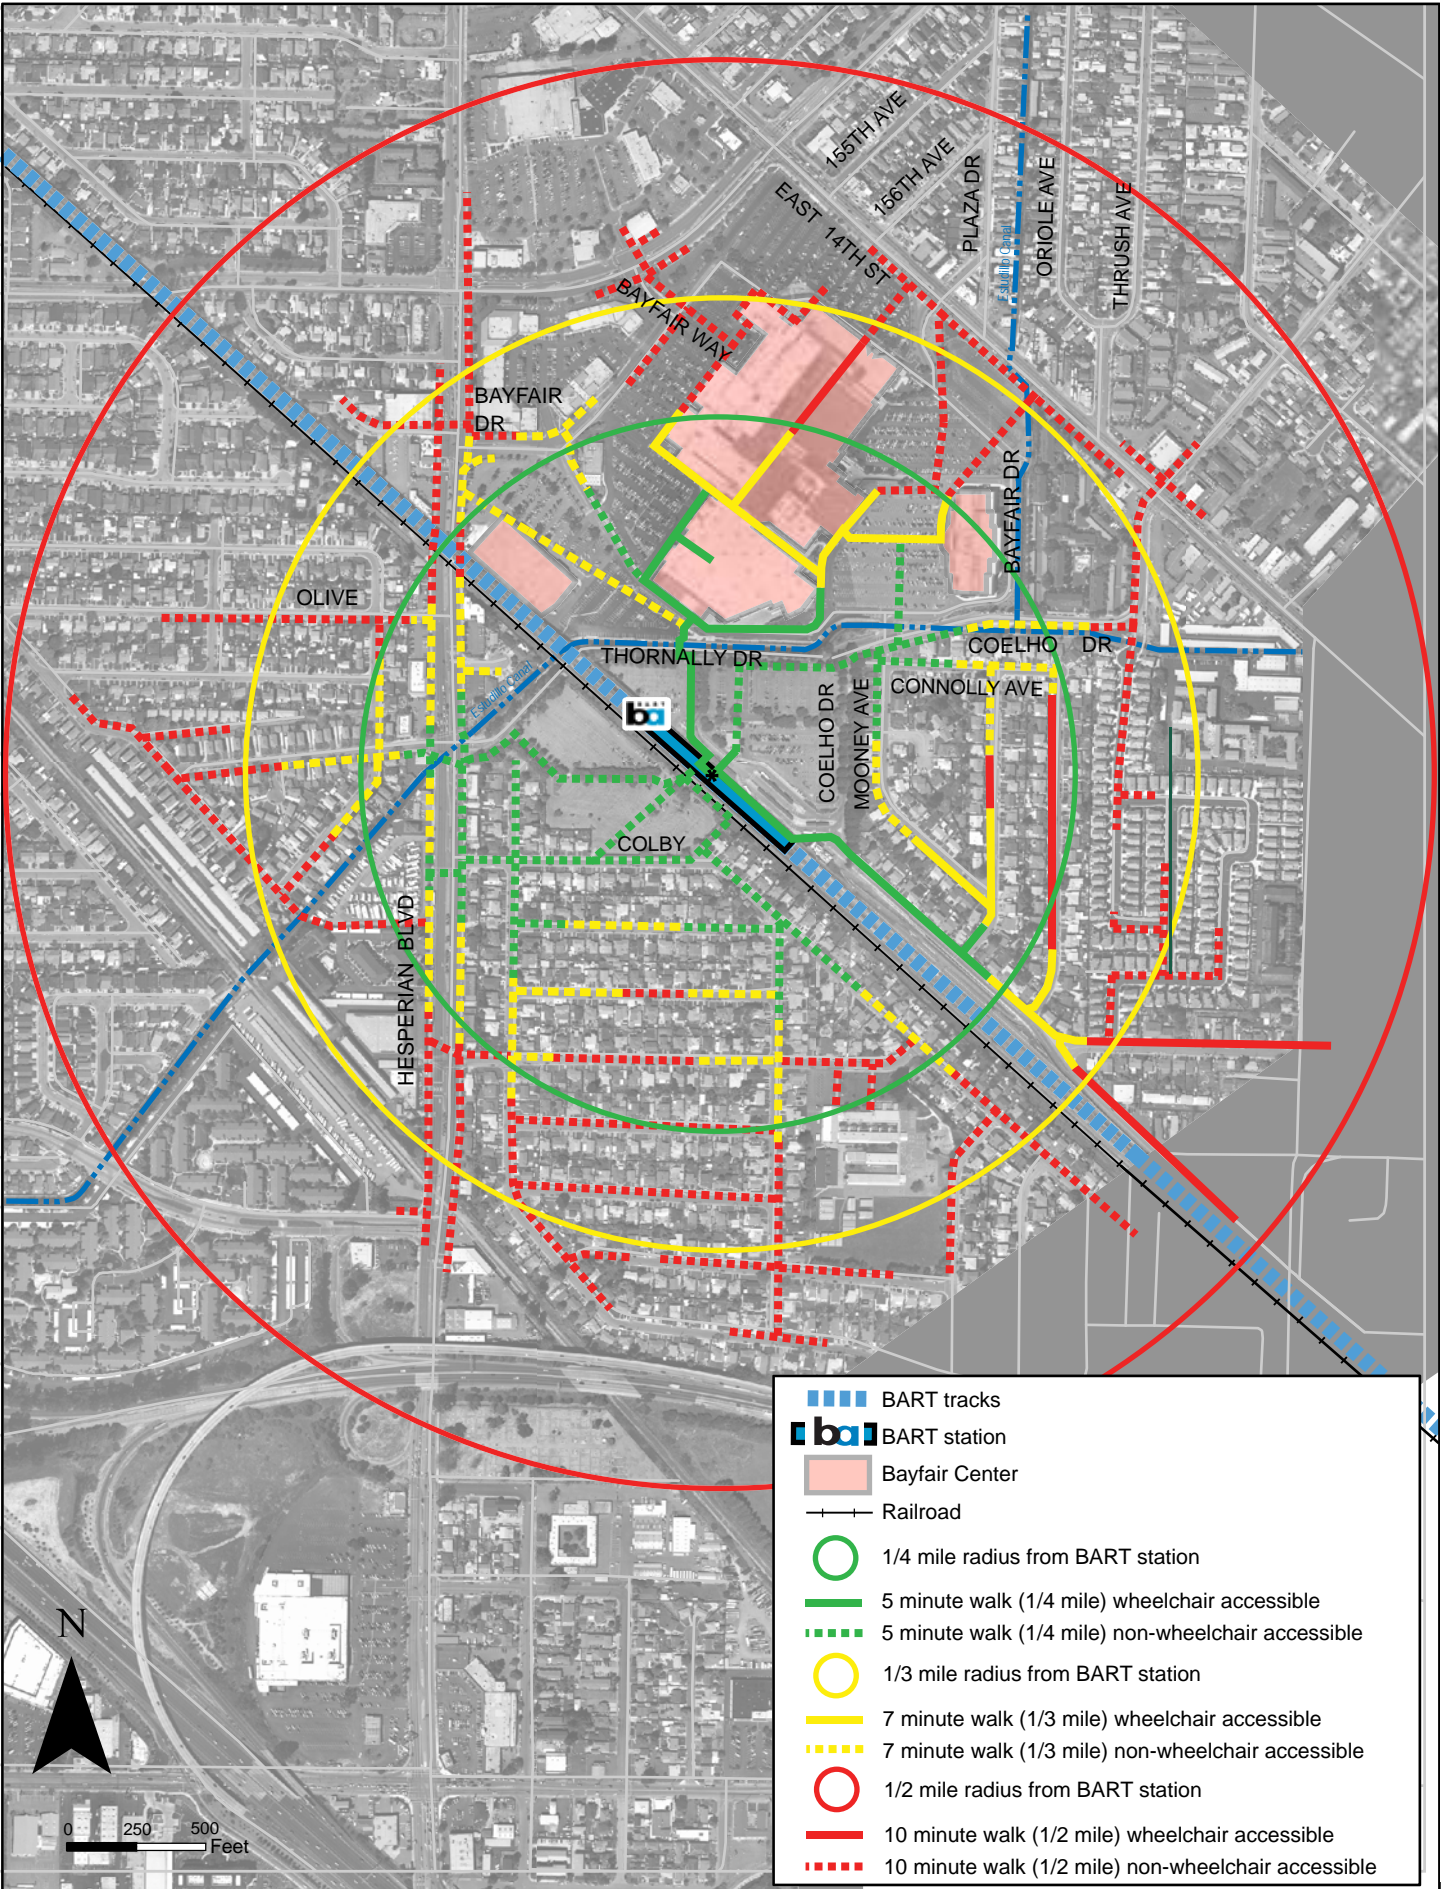 155TH AVE
156TH AVE
EAST 14TH ST
PLAZA DR
Estudillo Canal
ORIOLE AVE
THRUSH AVE
BAYFAIR WAY
BAYFAIR
DR
BAYFAIR DR
OLIVE
THORNALLY DR
COELHO DR
CONNOLLY AVE
Estudillo Canal
ba
COELHO DR
MOONEY AVE
COLBY
HESPERIAN BLVD
BART tracks
ba BART station
Bayfair Center
Railroad
1/4 mile radius from BART station
5 minute walk (1/4 mile) wheelchair accessible
5 minute walk (1/4 mile) non-wheelchair accessible
1/3 mile radius from BART station
7 minute walk (1/3 mile) wheelchair accessible
7 minute walk (1/3 mile) non-wheelchair accessible
1/2 mile radius from BART station
10 minute walk (1/2 mile) wheelchair accessible
10 minute walk (1/2 mile) non-wheelchair accessible
N
0 250 500
Feet